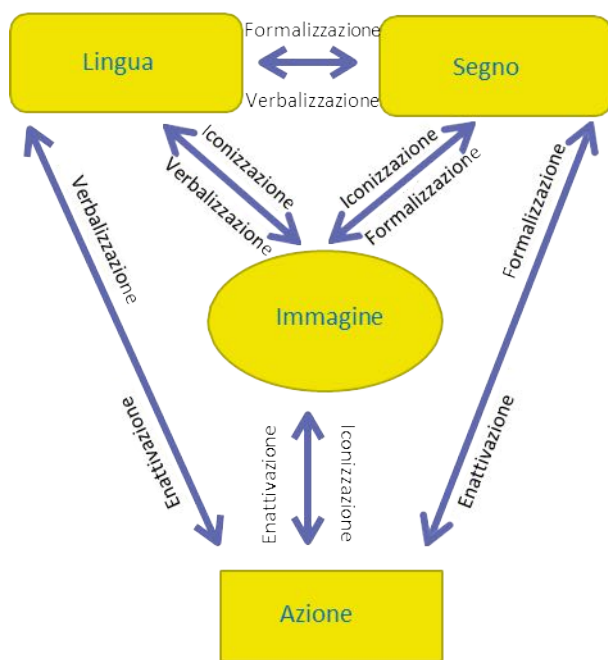 Formalizzazione
Lingua
Segno
Verbalizzazione
Iconizzazione
Verbalizzazione
Iconizzazione
Formalizzazione
Verbalizzazione
Formalizzazione
Immagine
Enattivazione
Enattivazione
Iconizzazione
Enattivazione
Azione